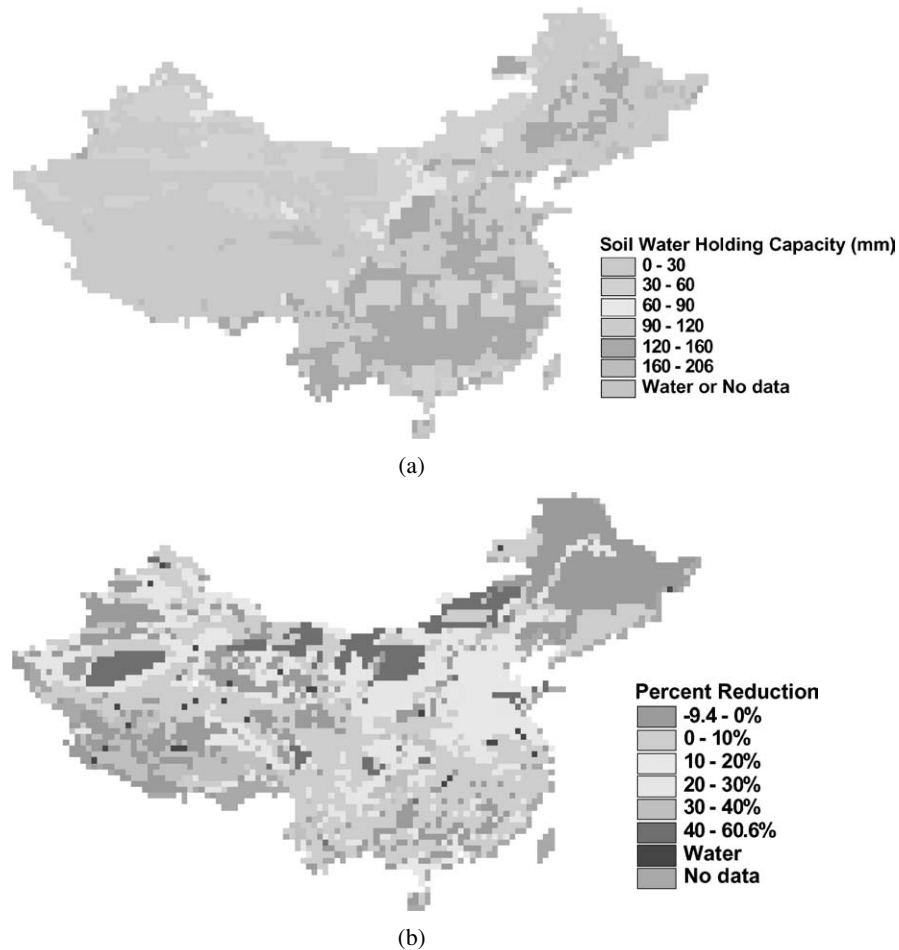 Soil Water Holding Capacity (mm)
0 - 30
30 - 60
60 - 90
90 - 120
120 - 160
160 - 206
Water or No data
(a)
Percent Reduction
-9.4 - 0%
0 - 10%
10 - 20%
20 - 30%
30 - 40%
40 - 60.6%
Water
No data
(b)